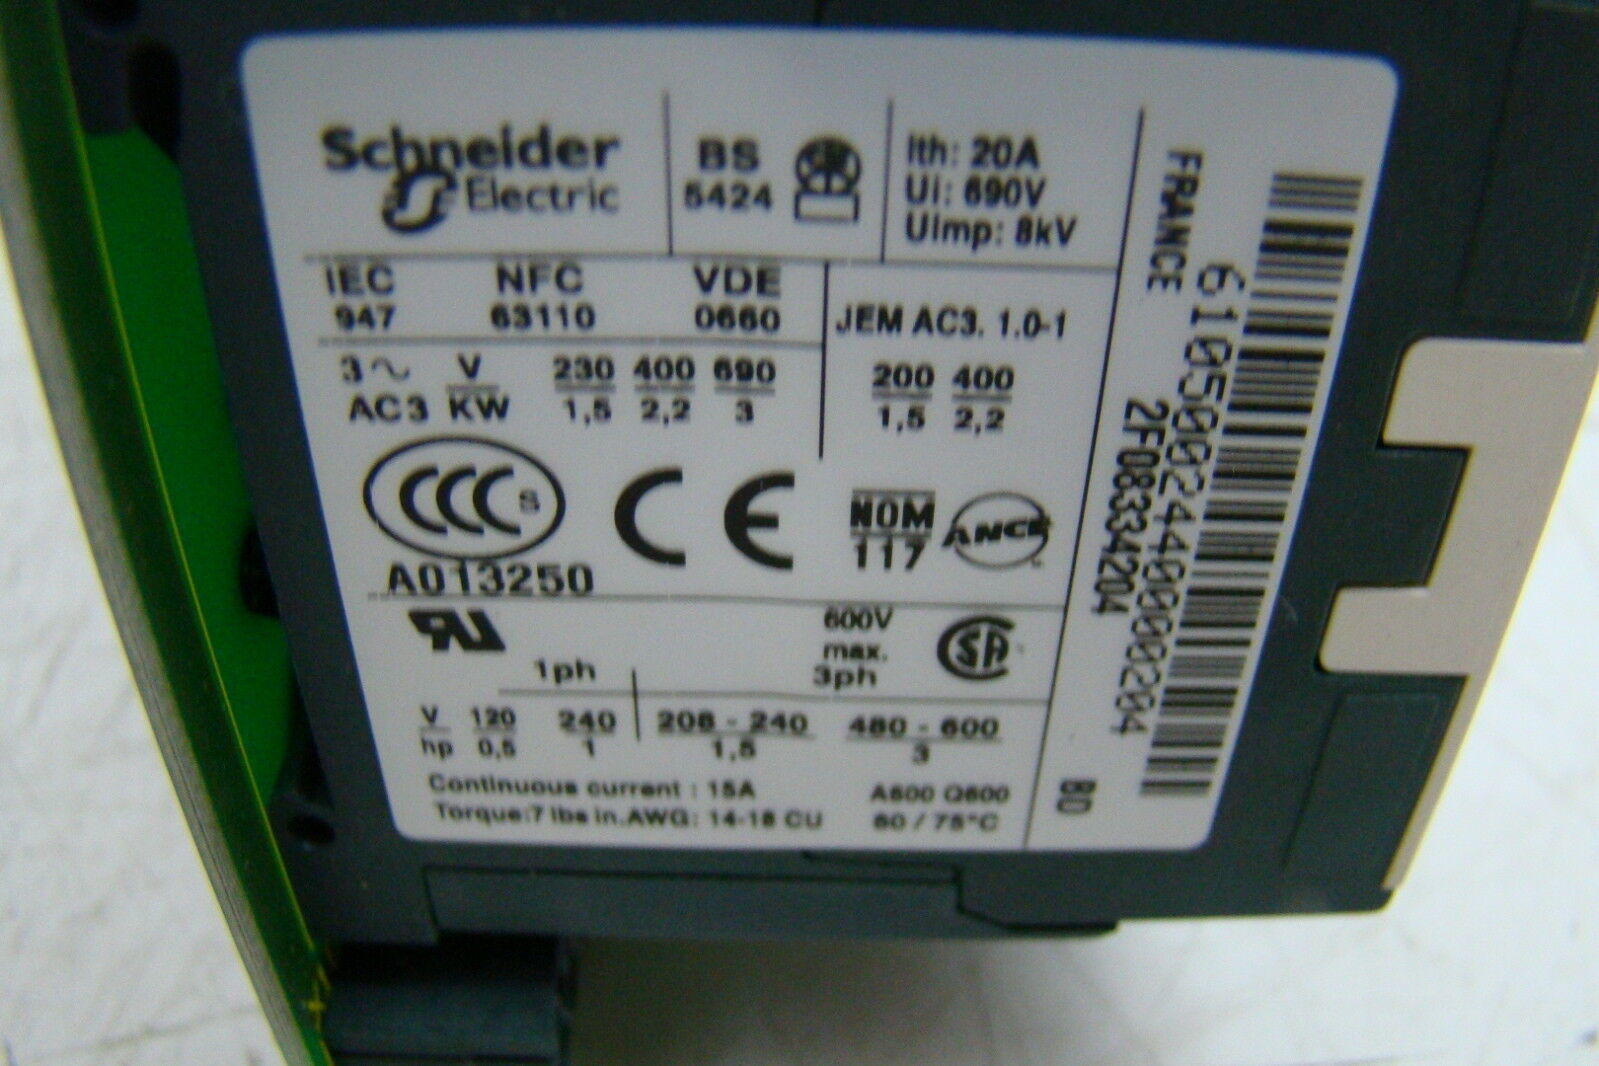 Schneider
Electric
BS
5424
Ith: 20A
Ui: 690V
Uimp: 8kV
IEC
947
NFC
63110
VDE
0660
JEM AC3. 1.0-1
3~ V 230 400 690
AC3 KW 1,5 2,2 3
200 400
1,5 2,2
CCC S
A013250
CE
NOM
117
ANCE
RU
1ph
600V
max.
3ph
CSA
V 120 240 208 - 240 480 - 600
hp 0,5 1 1,5 3
Continuous current : 15A
A600 Q600
Torque:7 lbs in.AWG: 14-18 CU
60 / 75°C
FRANCE
2F08334204
BO